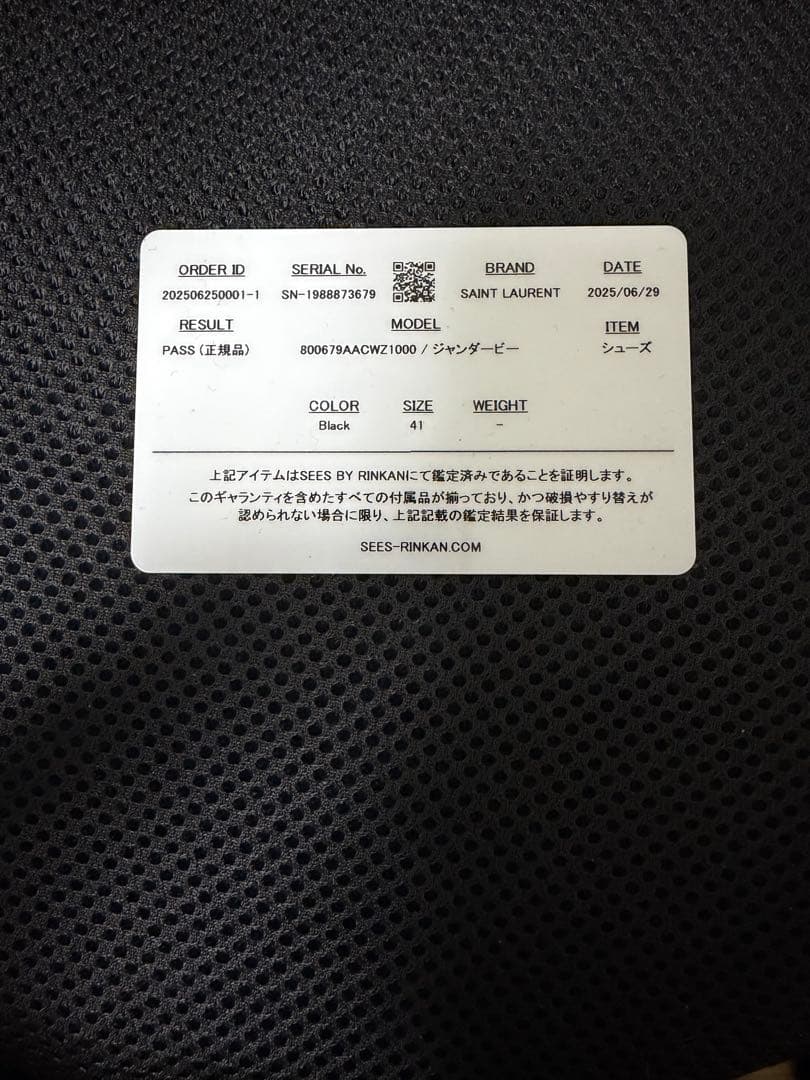 ORDER ID SERIAL No. BRAND DATE
202506250001-1 SN-1988873679 SAINT LAURENT 2025/06/29
RESULT MODEL ITEM
PASS (正規品) 800679AACWZ1000 / ジャンダービー シューズ
COLOR SIZE WEIGHT
Black 41 -
上記アイテムはSEES BY RINKANにて鑑定済みであることを証明します。
このギャランティを含めたすべての付属品が揃っており、かつ破損やすり替えが
認められない場合に限り、上記記載の鑑定結果を保証します。
SEES-RINKAN.COM